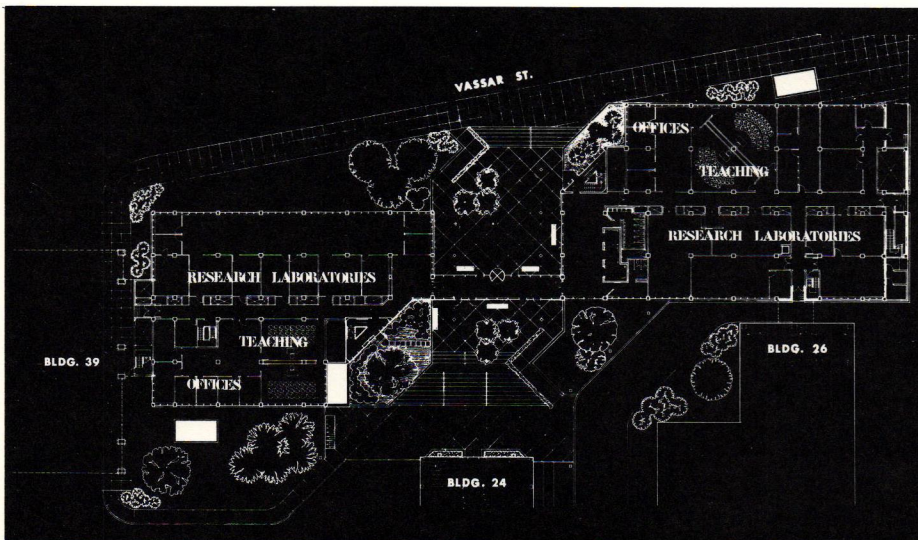 VASSAR ST.
OFFICES
TEACHING
RESEARCH LABORATORIES
RESEARCH LABORATORIES
TEACHING
OFFICES
BLDG. 39
BLDG. 26
BLDG. 24